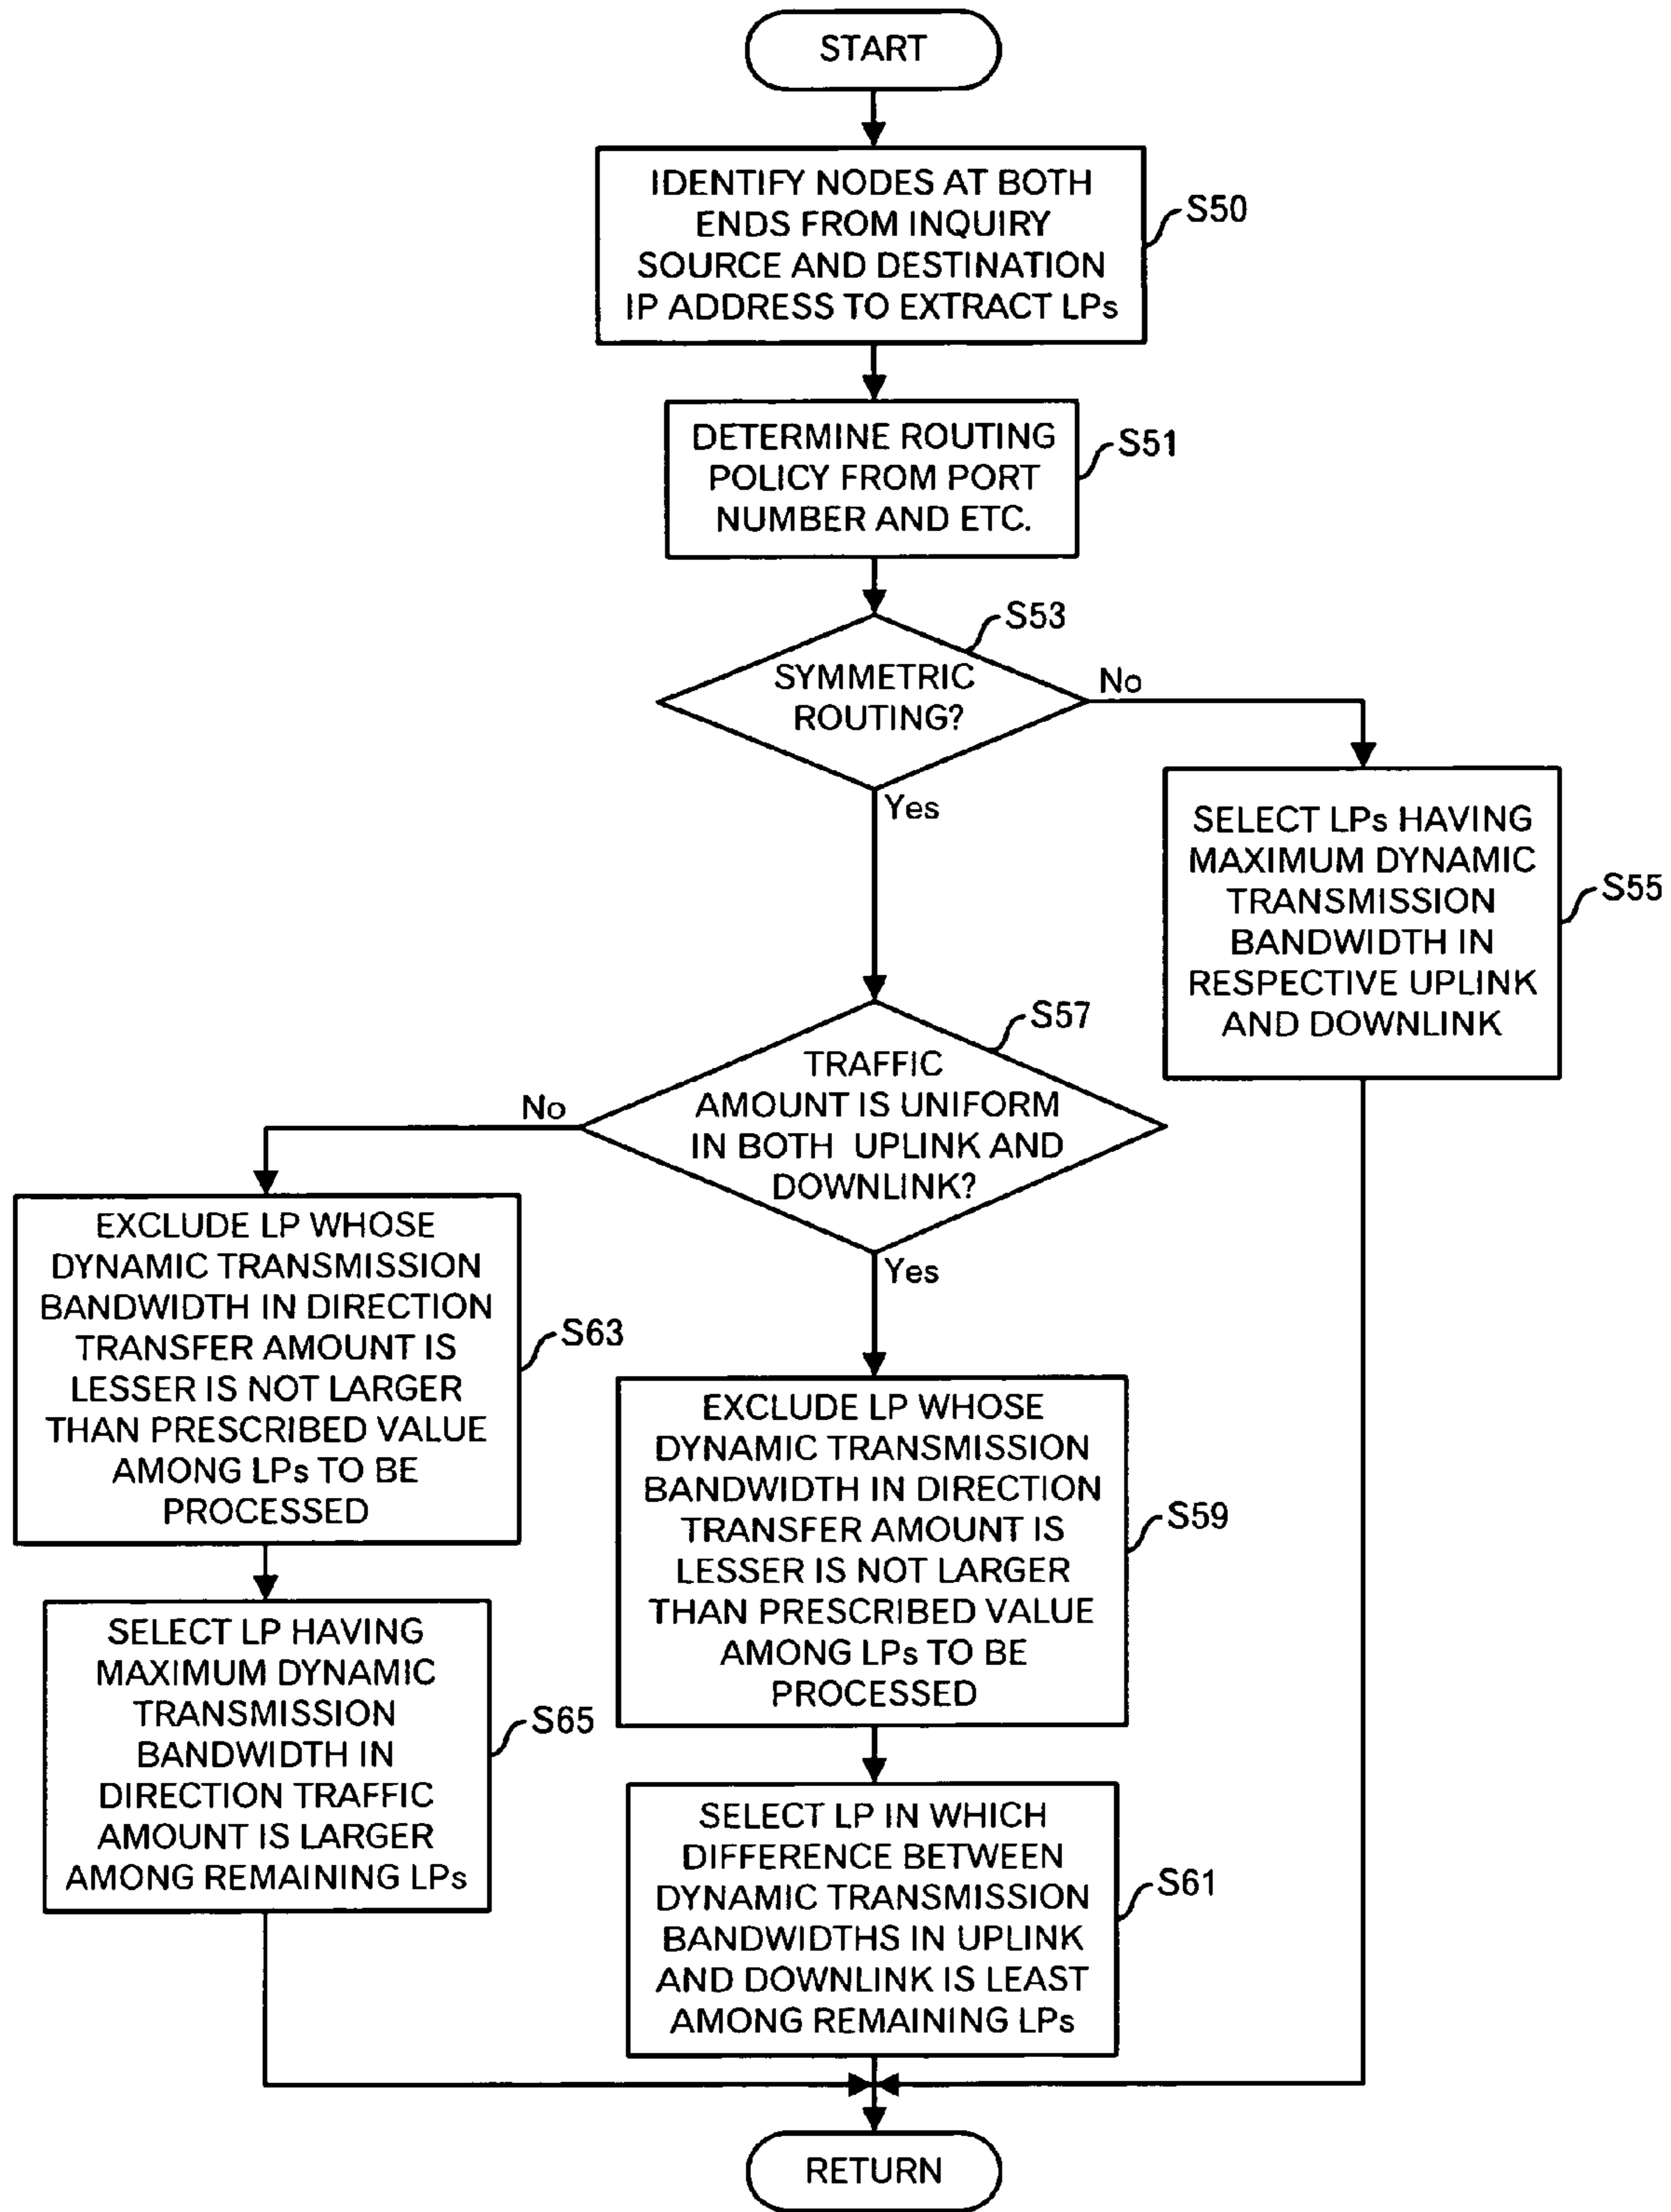 START
IDENTIFY NODES AT BOTH
ENDS FROM INQUIRY
SOURCE AND DESTINATION
IP ADDRESS TO EXTRACT LPs
S50
DETERMINE ROUTING
POLICY FROM PORT
NUMBER AND ETC.
S51
S53
SYMMETRIC
ROUTING?
No
Yes
SELECT LPs HAVING
MAXIMUM DYNAMIC
TRANSMISSION
BANDWIDTH IN
RESPECTIVE UPLINK
AND DOWNLINK
S55
S57
TRAFFIC
AMOUNT IS UNIFORM
IN BOTH UPLINK AND
DOWNLINK?
No
Yes
EXCLUDE LP WHOSE
DYNAMIC TRANSMISSION
BANDWIDTH IN DIRECTION
TRANSFER AMOUNT IS
LESSER IS NOT LARGER
THAN PRESCRIBED VALUE
AMONG LPs TO BE
PROCESSED
S63
EXCLUDE LP WHOSE
DYNAMIC TRANSMISSION
BANDWIDTH IN DIRECTION
TRANSFER AMOUNT IS
LESSER IS NOT LARGER
THAN PRESCRIBED VALUE
AMONG LPs TO BE
PROCESSED
S59
SELECT LP HAVING
MAXIMUM DYNAMIC
TRANSMISSION
BANDWIDTH IN
DIRECTION TRAFFIC
AMOUNT IS LARGER
AMONG REMAINING LPs
S65
SELECT LP IN WHICH
DIFFERENCE BETWEEN
DYNAMIC TRANSMISSION
BANDWIDTHS IN UPLINK
AND DOWNLINK IS LEAST
AMONG REMAINING LPs
S61
RETURN